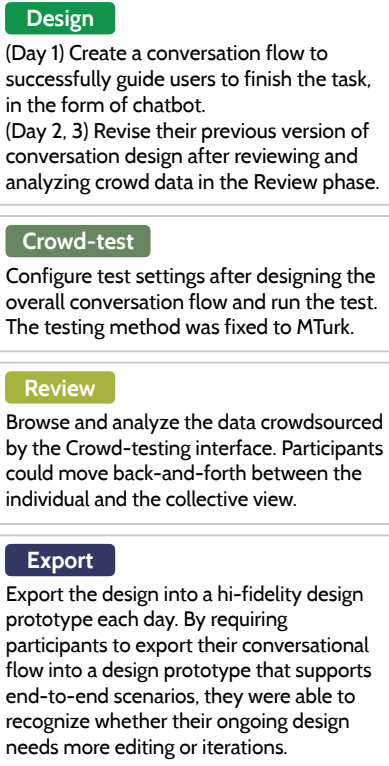 Design
(Day 1) Create a conversation flow to
successfully guide users to finish the task,
in the form of chatbot.
(Day 2, 3) Revise their previous version of
conversation design after reviewing and
analyzing crowd data in the Review phase.
Crowd-test
Configure test settings after designing the
overall conversation flow and run the test.
The testing method was fixed to MTurk.
Review
Browse and analyze the data crowdsourced
by the Crowd-testing interface. Participants
could move back-and-forth between the
individual and the collective view.
Export
Export the design into a hi-fidelity design
prototype each day. By requiring
participants to export their conversational
flow into a design prototype that supports
end-to-end scenarios, they were able to
recognize whether their ongoing design
needs more editing or iterations.